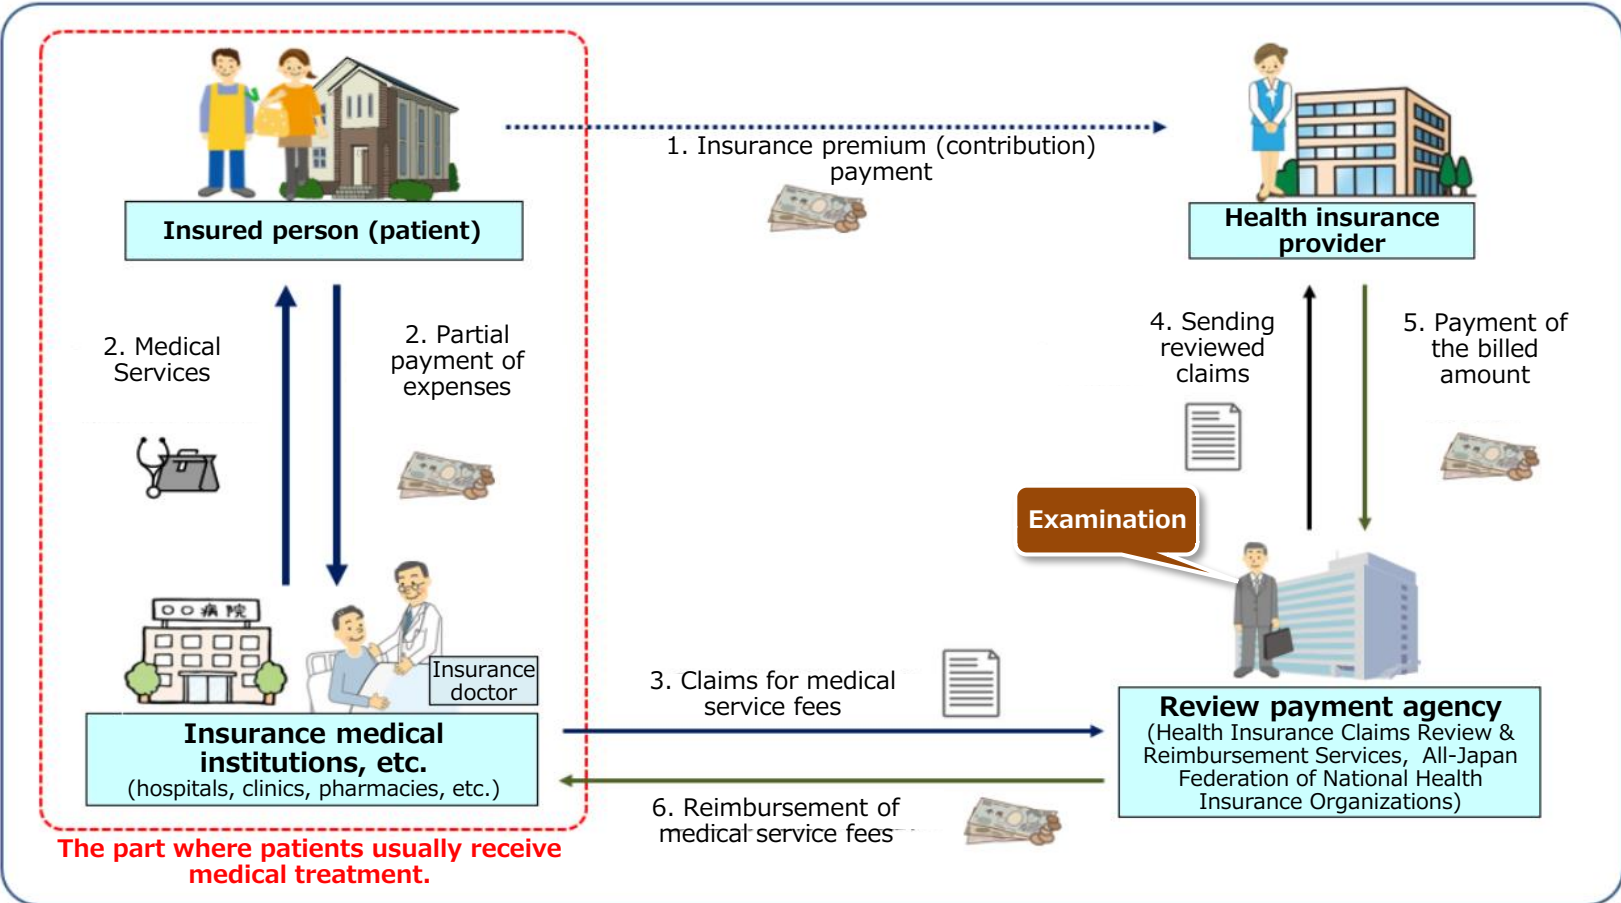 1. Insurance premium (contribution)
payment
Insured person (patient)
Health insurance
provider
2. Medical
Services
2. Partial
payment of
expenses
4. Sending
reviewed
claims
5. Payment of
the billed
amount
Examination
〇〇病院
Insurance
doctor
3. Claims for medical
service fees
Insurance medical
institutions, etc.
(hospitals, clinics, pharmacies, etc.)
Review payment agency
(Health Insurance Claims Review &
Reimbursement Services, All-Japan
Federation of National Health
Insurance Organizations)
6. Reimbursement of
medical service fees
The part where patients usually receive
medical treatment.